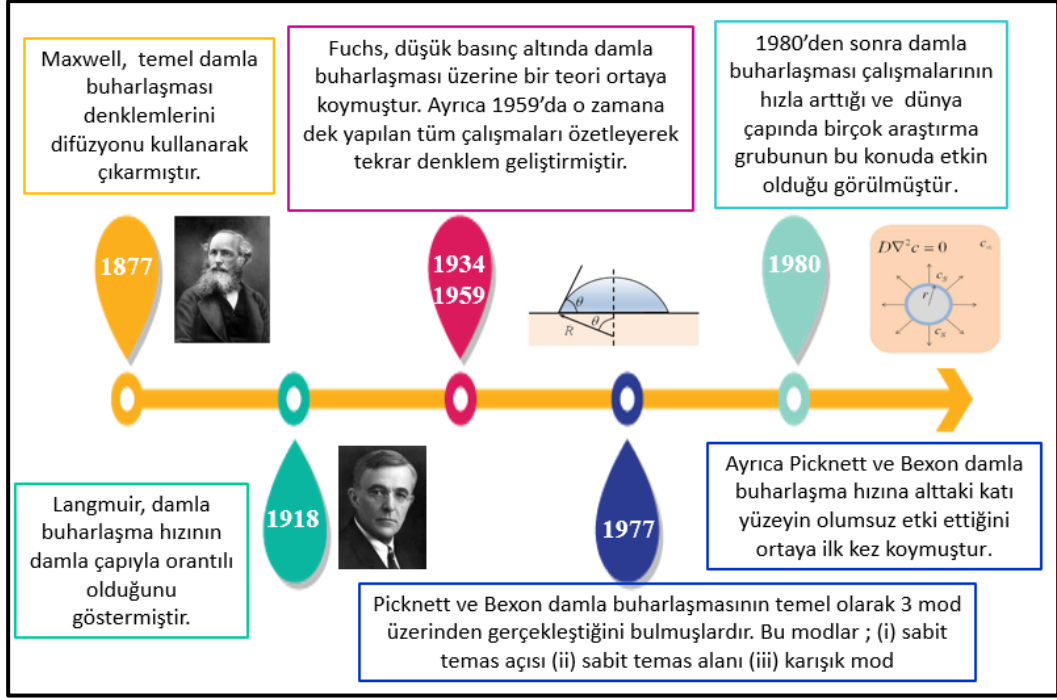 Maxwell, temel damla
buharlaşması
denklemlerini
difüzyonu kullanarak
çıkarmıştır.
Fuchs, düşük basınç altında damla
buharlaşması üzerine bir teori ortaya
koymuştur. Ayrıca 1959’da o zamana
dek yapılan tüm çalışmaları özetleyerek
tekrar denklem geliştirmiştir.
1980’den sonra damla
buharlaşması çalışmalarının
hızla arttığı ve dünya
çapında birçok araştırma
grubunun bu konuda etkin
olduğu görülmüştür.
1877
1934
1959
θ
θ
R
1980
D∇²c = 0
c_S
r
c_S
Langmuir, damla
buharlaşma hızının
damla çapıyla orantılı
olduğunu
göstermiştir.
1918
1977
Ayrıca Picknett ve Bexon damla
buharlaşma hızına alttaki katı
yüzeyin olumsuz etki ettiğini
ortaya ilk kez koymuştur.
Picknett ve Bexon damla buharlaşmasının temel olarak 3 mod
üzerinden gerçekleştiğini bulmuşlardır. Bu modlar ; (i) sabit
temas açısı (ii) sabit temas alanı (iii) karışık mod